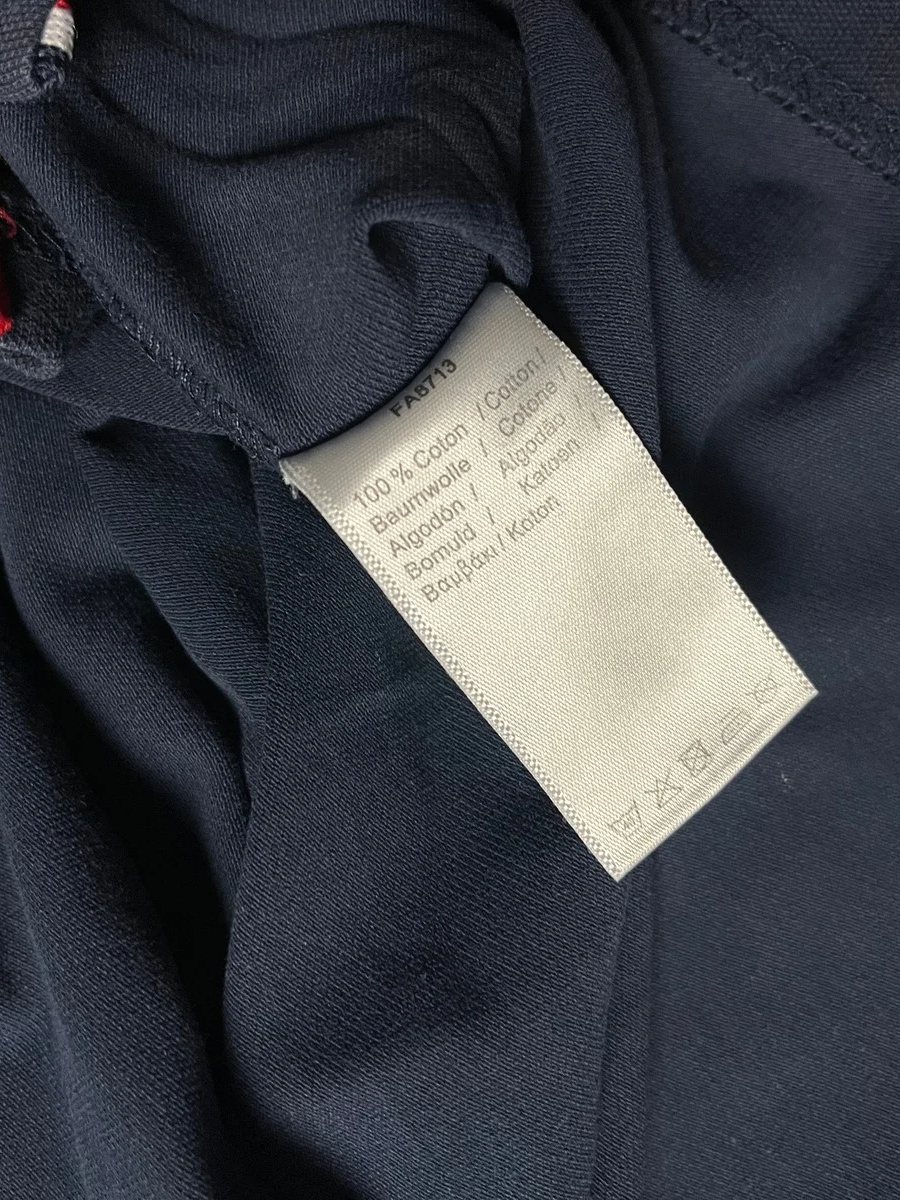 FA8713
100 % Coton / Cotton /
Baumwolle / Cotone /
Algodón / Algodão /
Bomuld / Katoen /
Βαμβάκι / Koton